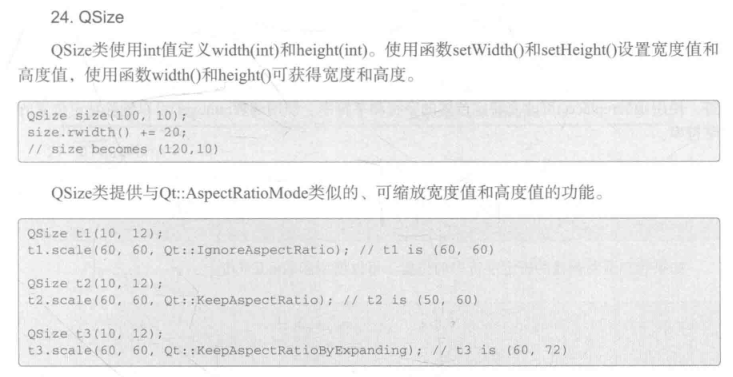 24. QSize
QSize类使用int值定义width(int)和height(int)。使用函数setWidth()和setHeight()设置宽度值和
高度值，使用函数width()和height()可获得宽度和高度。
QSize size(100, 10);
size.rwidth() += 20;
// size becomes (120,10)
QSize类提供与Qt::AspectRatioMode类似的、可缩放宽度值和高度值的功能。
QSize t1(10, 12);
t1.scale(60, 60, Qt::IgnoreAspectRatio); // t1 is (60, 60)
QSize t2(10, 12);
t2.scale(60, 60, Qt::KeepAspectRatio); // t2 is (50, 60)
QSize t3(10, 12);
t3.scale(60, 60, Qt::KeepAspectRatioByExpanding); // t3 is (60, 72)